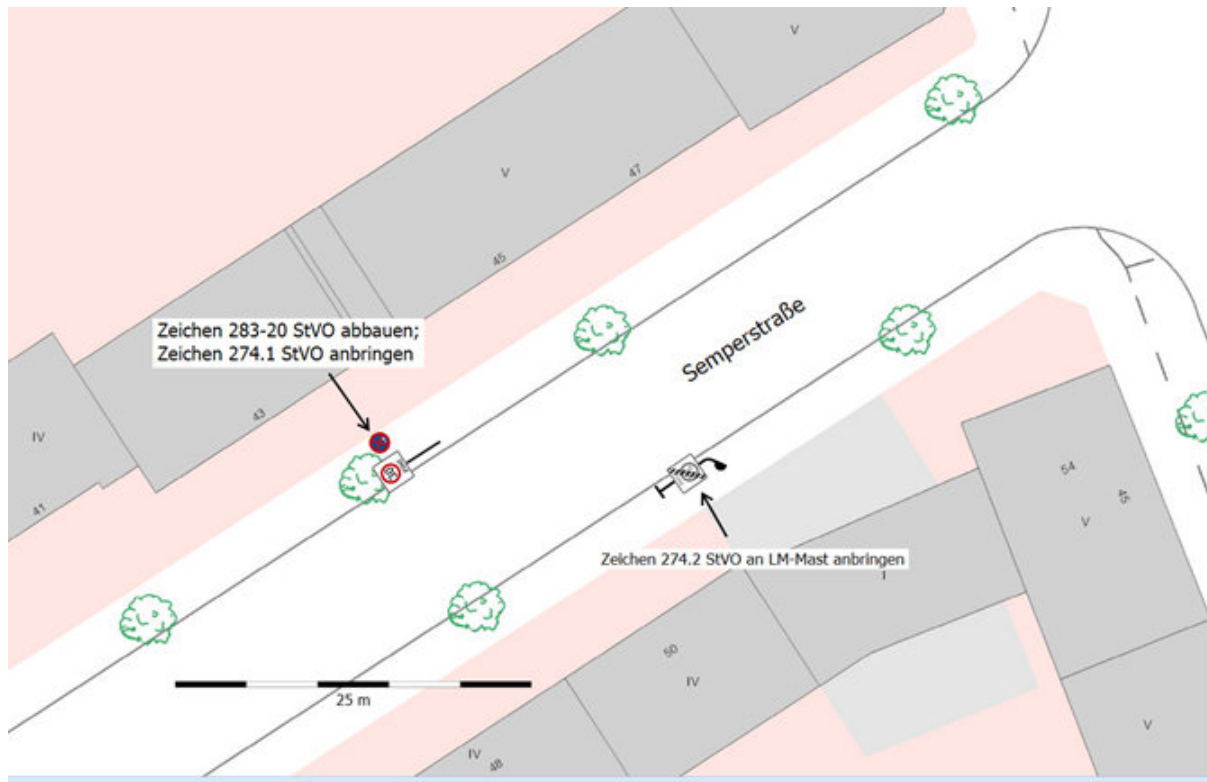 V
V
47
45
Zeichen 283-20 StVO abbauen;
Zeichen 274.1 StVO anbringen
Semperstraße
43
IV
41
54
45
V
Zeichen 274.2 StVO an LM-Mast anbringen
I
50
IV
25 m
V
IV
48